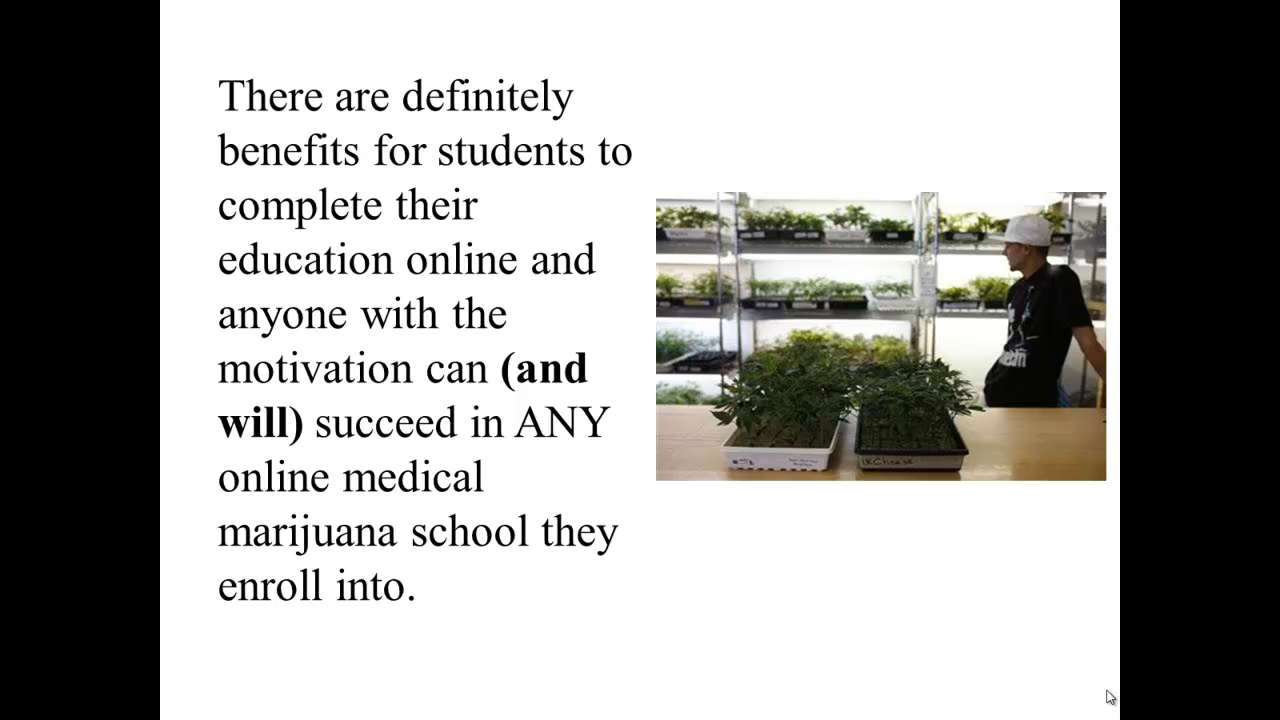 There are definitely
benefits for students to
complete their
education online and
anyone with the
motivation can (and
will) succeed in ANY
online medical
marijuana school they
enroll into.